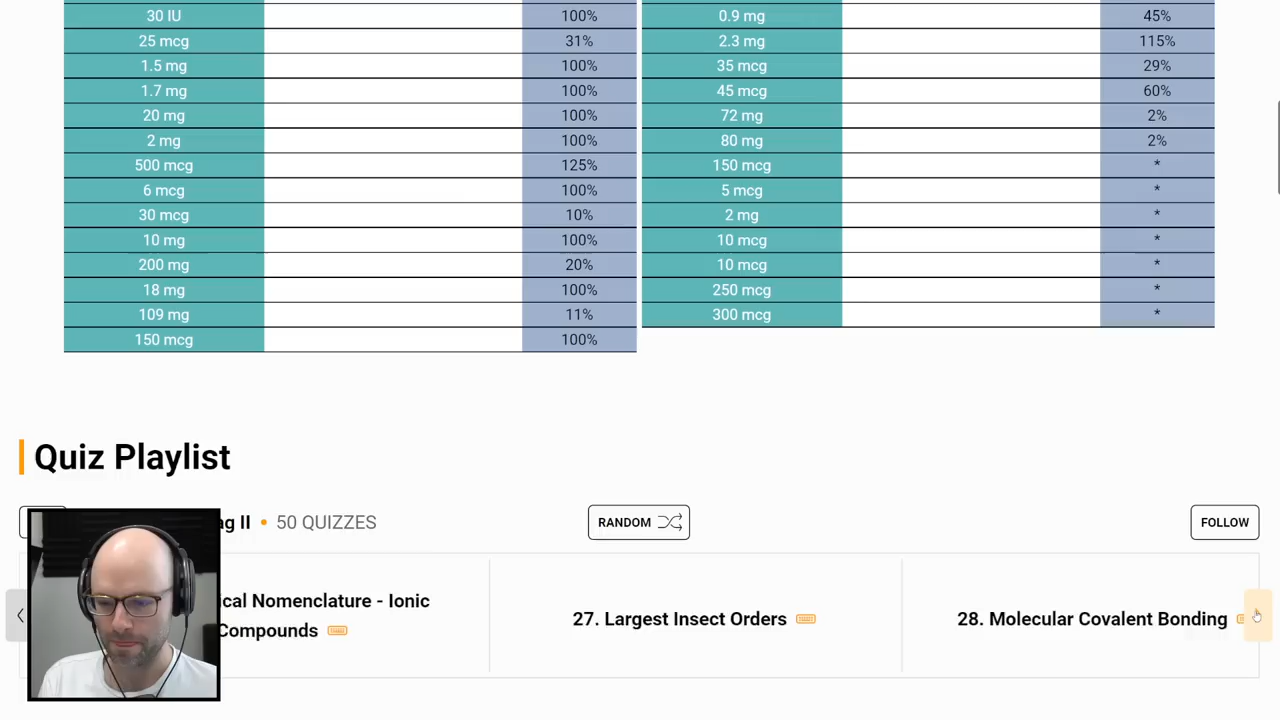 30 IU 100% 0.9 mg 45%
25 mcg 31% 2.3 mg 115%
1.5 mg 100% 35 mcg 29%
1.7 mg 100% 45 mcg 60%
20 mg 100% 72 mg 2%
2 mg 100% 80 mg 2%
500 mcg 125% 150 mcg *
6 mcg 100% 5 mcg *
30 mcg 10% 2 mg *
10 mg 100% 10 mcg *
200 mg 20% 10 mcg *
18 mg 100% 250 mcg *
109 mg 11% 300 mcg *
150 mcg 100%
Quiz Playlist
II • 50 QUIZZES RANDOM FOLLOW
ical Nomenclature - Ionic
Compounds
27. Largest Insect Orders
28. Molecular Covalent Bonding